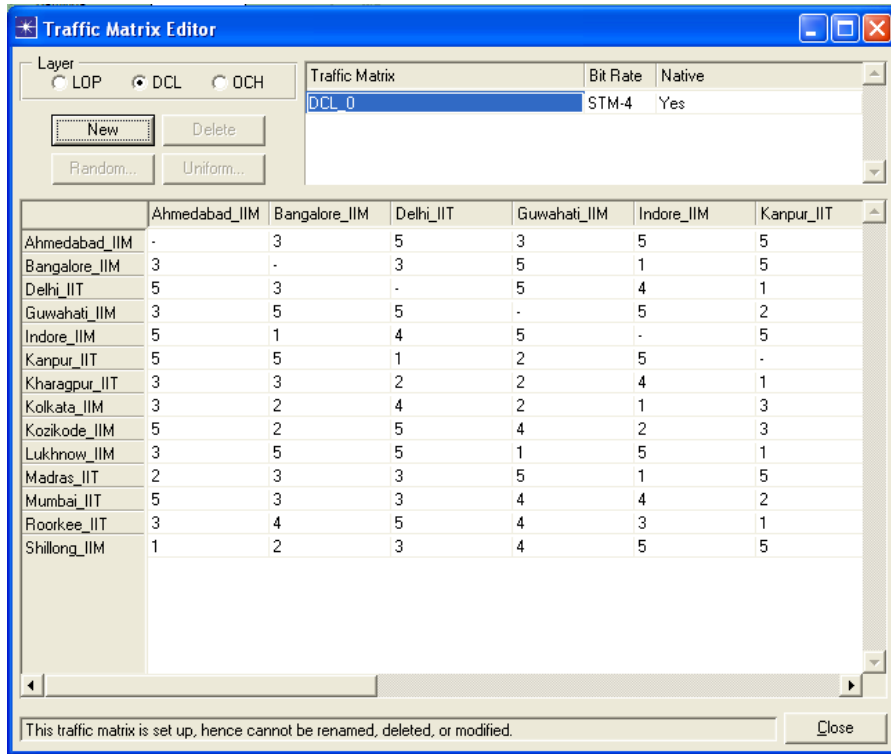 Traffic Matrix Editor
Layer
LOP DCL OCH
New Delete
Random... Uniform...
Traffic Matrix Bit Rate Native
DCL_0 STM-4 Yes
Ahmedabad_IIM Bangalore_IIM Delhi_IIT Guwahati_IIM Indore_IIM Kanpur_IIT
Ahmedabad_IIM - 3 5 3 5 5
Bangalore_IIM 3 - 3 5 1 5
Delhi_IIT 5 3 - 5 4 1
Guwahati_IIM 3 5 5 - 5 2
Indore_IIM 5 1 4 5 - 5
Kanpur_IIT 5 5 1 2 5 -
Kharagpur_IIT 3 3 2 2 4 1
Kolkata_IIM 3 2 4 2 1 3
Kozikode_IIM 5 2 5 4 2 3
Lukhnow_IIM 3 5 5 1 5 1
Madras_IIT 2 3 3 5 1 5
Mumbai_IIT 5 3 3 4 4 2
Roorkee_IIT 3 4 5 4 3 1
Shillong_IIM 1 2 3 4 5 5
This traffic matrix is set up, hence cannot be renamed, deleted, or modified.
Close